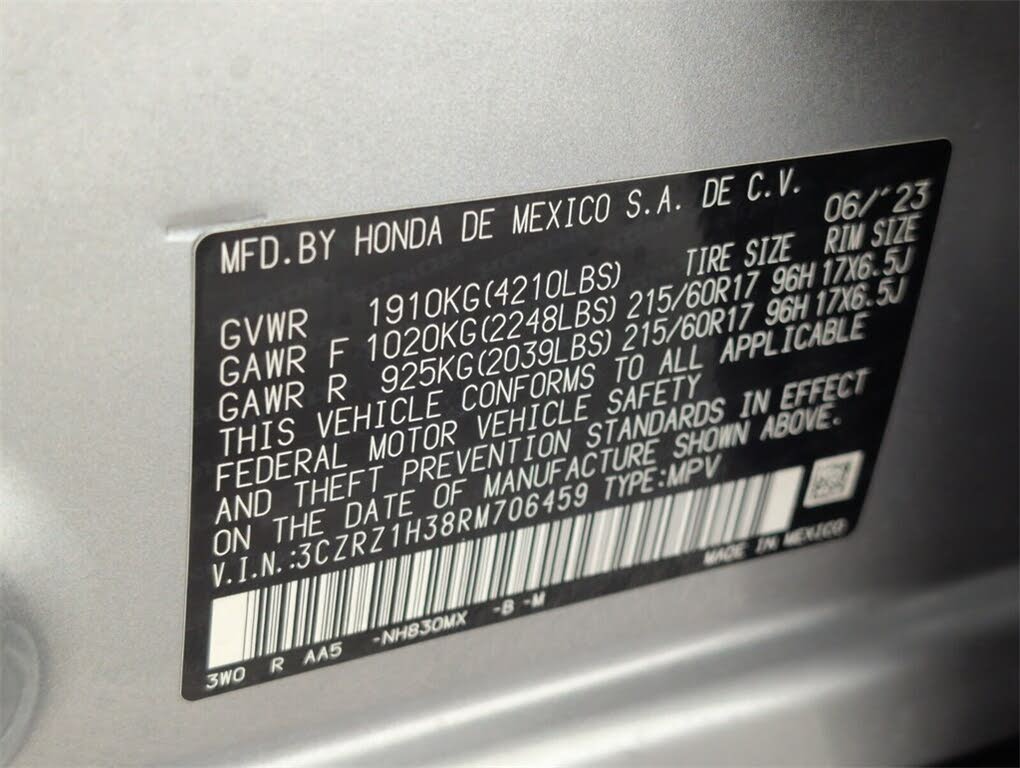 MFD.BY HONDA DE MEXICO S.A. DE C.V. 06/'23
TIRE SIZE RIM SIZE
GVWR 1910KG(4210LBS)
GAWR F 1020KG(2248LBS) 215/60R17 96H 17X6.5J
GAWR R 925KG(2039LBS) 215/60R17 96H 17X6.5J
THIS VEHICLE CONFORMS TO ALL APPLICABLE
FEDERAL MOTOR VEHICLE SAFETY
AND THEFT PREVENTION STANDARDS IN EFFECT
ON THE DATE OF MANUFACTURE SHOWN ABOVE.
V.I.N.:3CZRZ1H38RM706459 TYPE:MPV
3W0 R AA5 -NH830MX -B -M MADE IN MEXICO